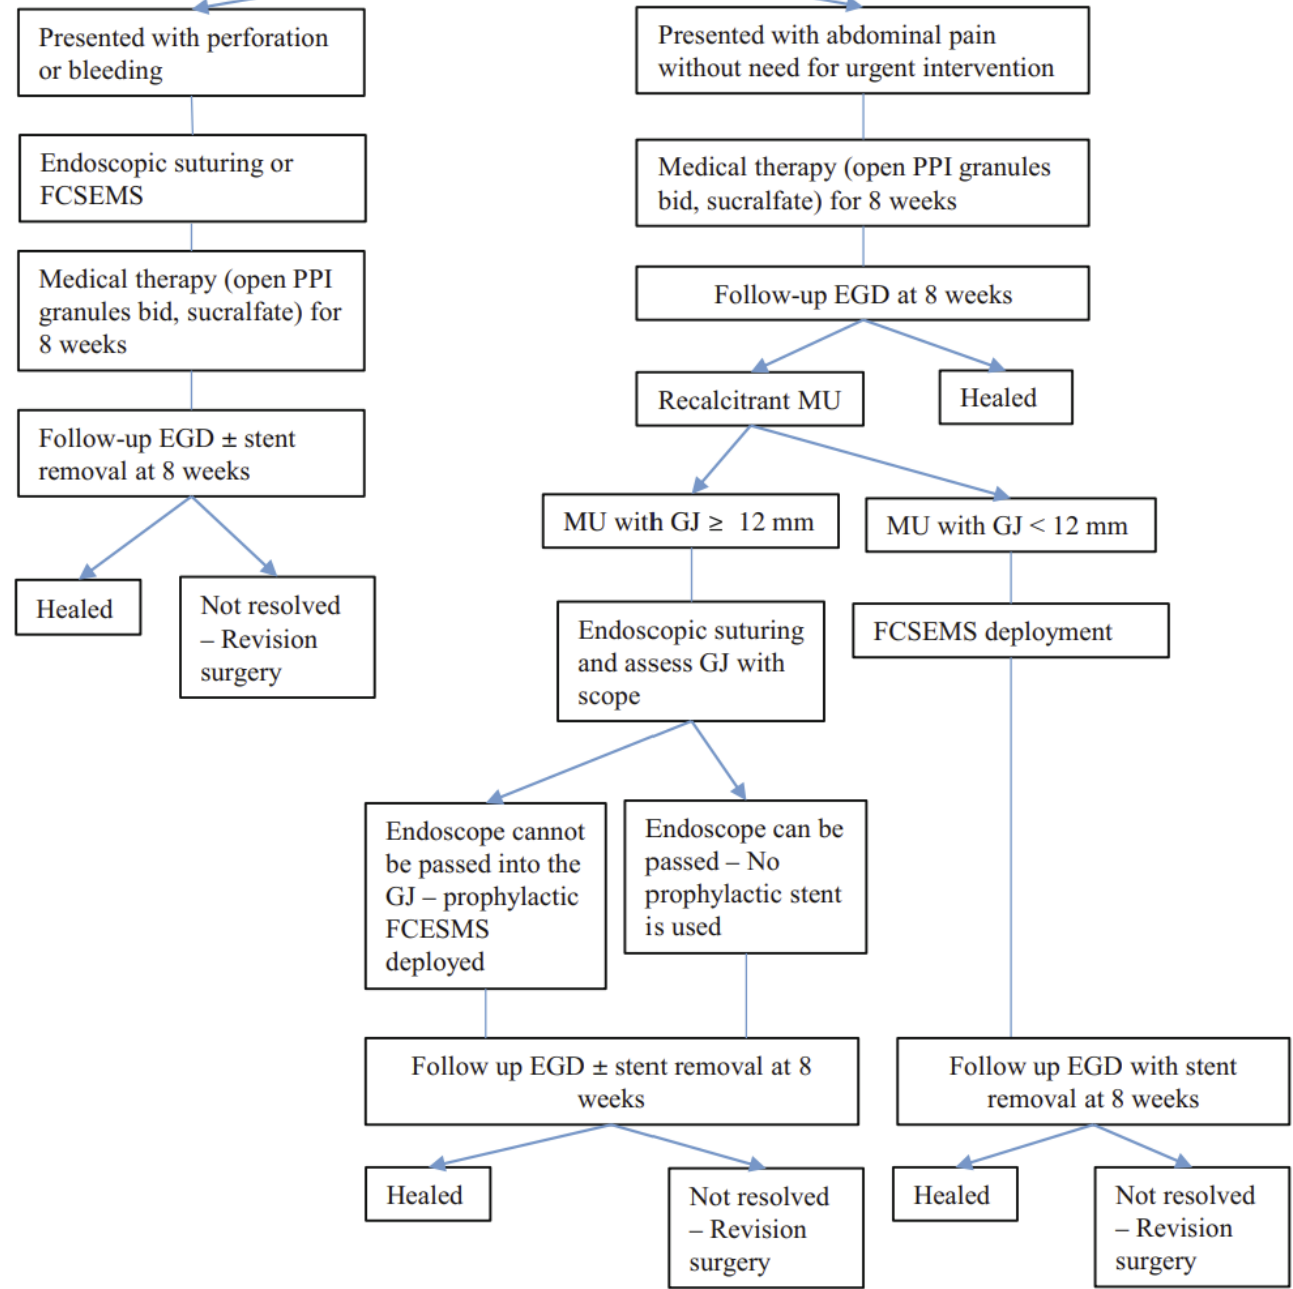 Presented with perforation
or bleeding
Endoscopic suturing or
FCSEMS
Medical therapy (open PPI
granules bid, sucralfate) for
8 weeks
Follow-up EGD ± stent
removal at 8 weeks
Healed
Not resolved
– Revision
surgery
Presented with abdominal pain
without need for urgent intervention
Medical therapy (open PPI granules
bid, sucralfate) for 8 weeks
Follow-up EGD at 8 weeks
Recalcitrant MU
Healed
MU with GJ ≥ 12 mm
MU with GJ < 12 mm
Endoscopic suturing
and assess GJ with
scope
FCSEMS deployment
Endoscope cannot
be passed into the
GJ – prophylactic
FCESMS
deployed
Endoscope can be
passed – No
prophylactic stent
is used
Follow up EGD ± stent removal at 8
weeks
Follow up EGD with stent
removal at 8 weeks
Healed
Not resolved
– Revision
surgery
Healed
Not resolved
– Revision
surgery